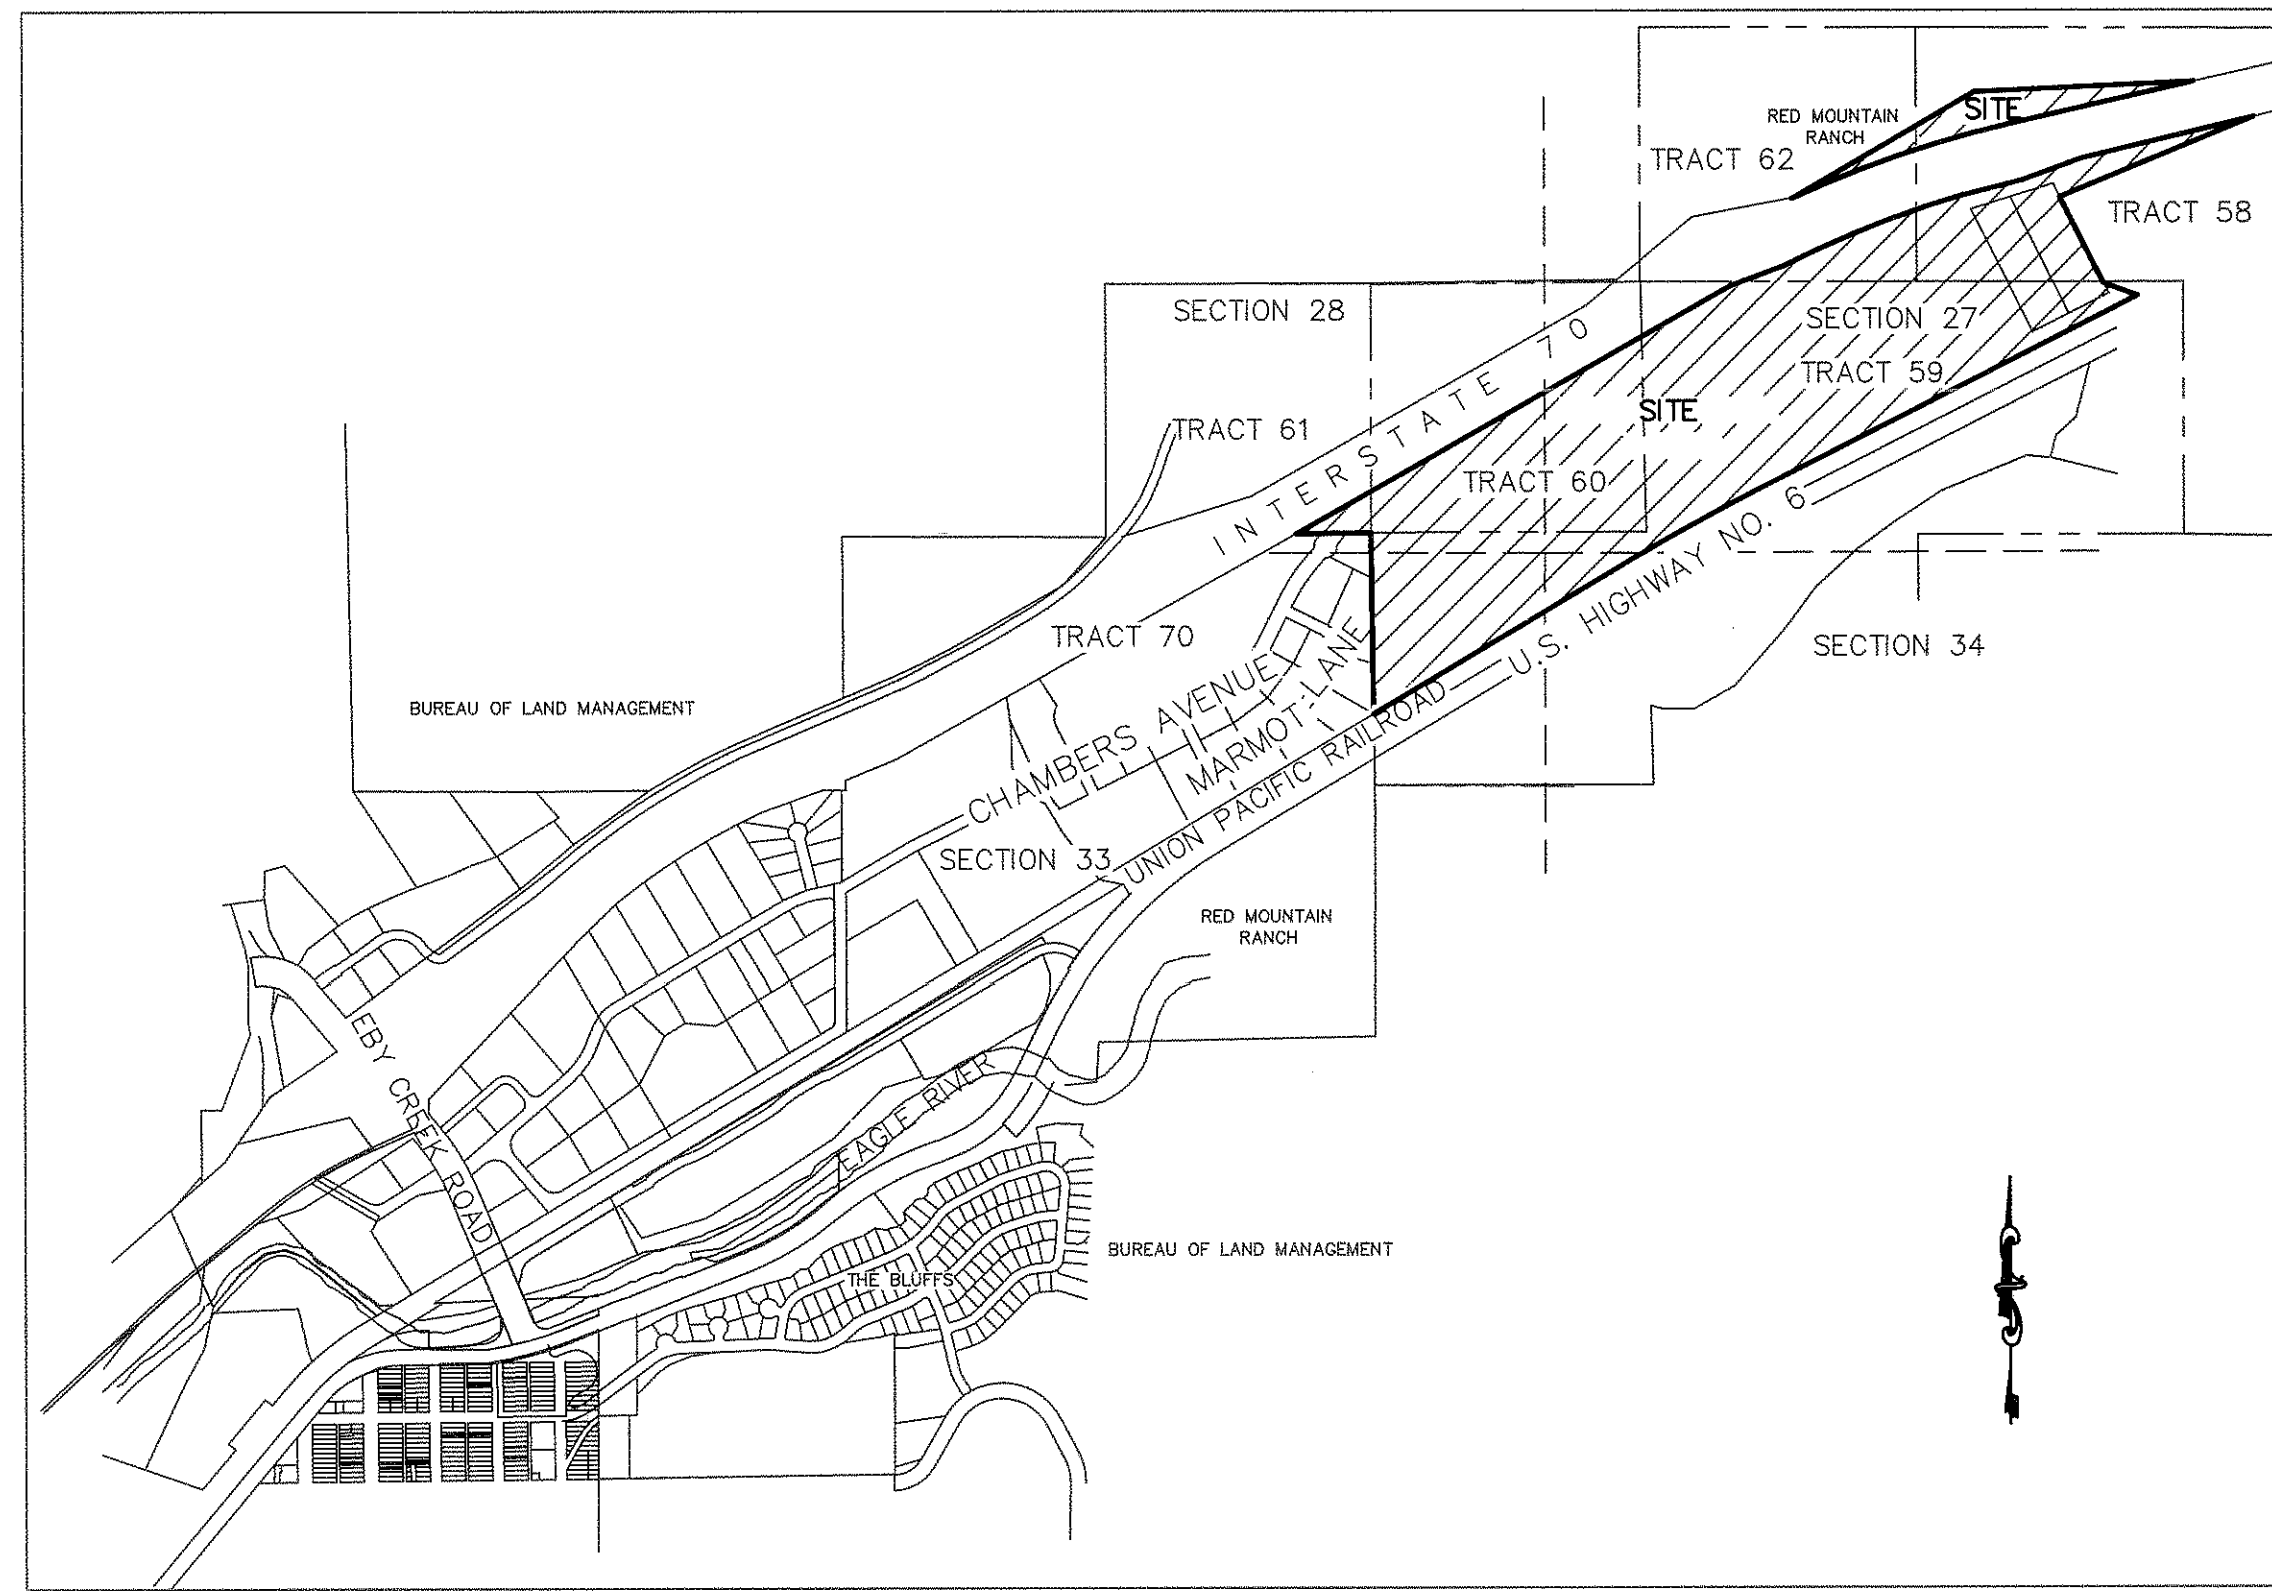 SITE
RED MOUNTAIN
RANCH
TRACT 62
TRACT 58
SECTION 28
INTERSTATE 70
SECTION 27
TRACT 59
SITE
TRACT 61
TRACT 60
U.S. HIGHWAY NO. 6
TRACT 70
SECTION 34
BUREAU OF LAND MANAGEMENT
CHAMBERS AVENUE
MARMOT LANE
UNION PACIFIC RAILROAD
SECTION 33
RED MOUNTAIN
RANCH
EBY CREEK ROAD
EAGLE RIVER
BUREAU OF LAND MANAGEMENT
THE BLUFFS